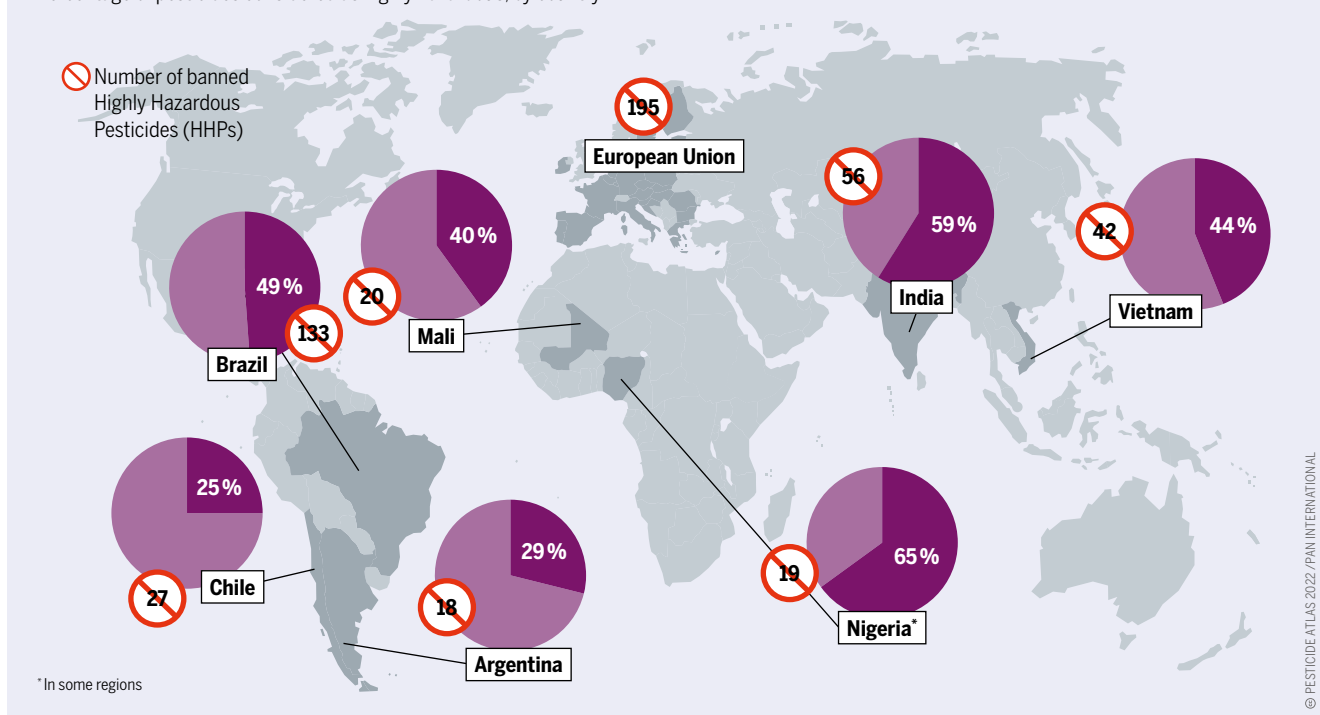 Number of banned
Highly Hazardous
Pesticides (HHPs)
195
European Union
56
59 %
India
42
44 %
Vietnam
40 %
20
Mali
49 %
133
Brazil
25 %
27
Chile
29 %
18
Argentina
65 %
19
Nigeria*
* In some regions
© PESTICIDE ATLAS 2022 / PAN INTERNATIONAL